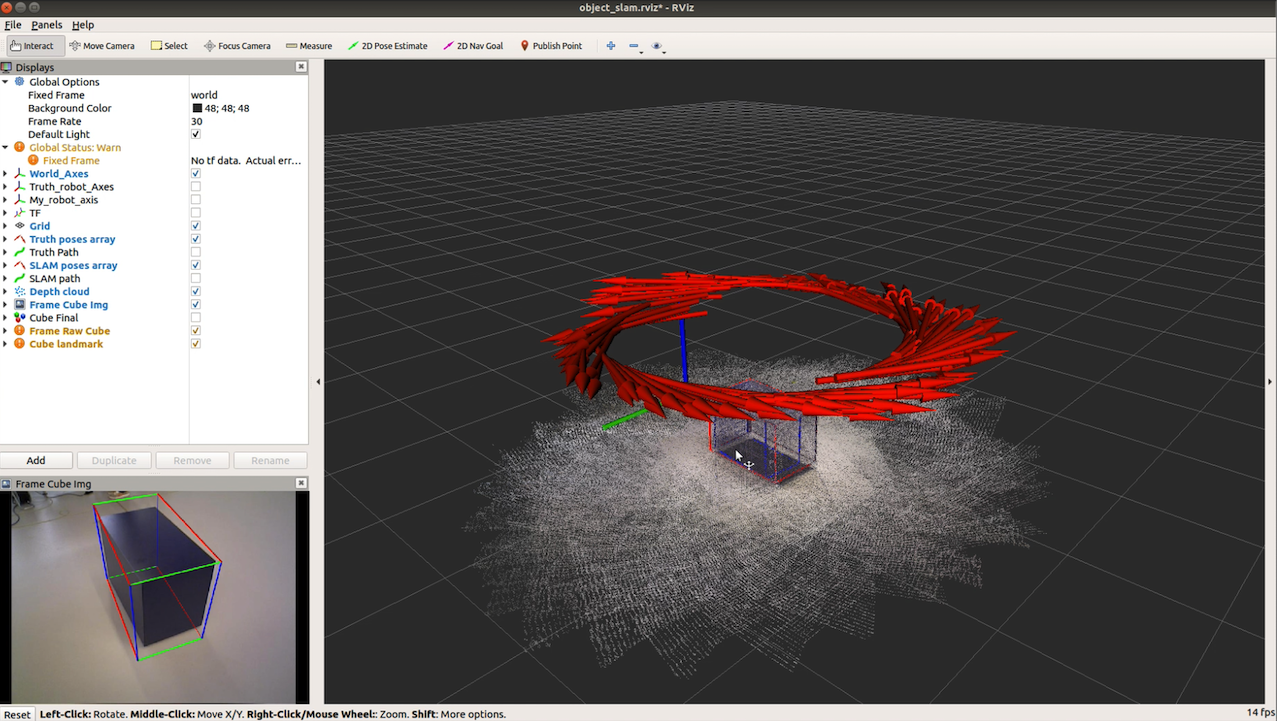 object_slam.rviz* - RViz
File Panels Help
Interact Move Camera Select Focus Camera Measure 2D Pose Estimate 2D Nav Goal Publish Point
Displays
Global Options
Fixed Frame world
Background Color 48; 48; 48
Frame Rate 30
Default Light
Global Status: Warn
Fixed Frame No tf data. Actual err...
World_Axes
Truth_robot_Axes
My_robot_axis
TF
Grid
Truth poses array
Truth Path
SLAM poses array
SLAM path
Depth cloud
Frame Cube Img
Cube Final
Frame Raw Cube
Cube landmark
Add Duplicate Remove Rename
Frame Cube Img
Reset Left-Click: Rotate. Middle-Click: Move X/Y. Right-Click/Mouse Wheel:: Zoom. Shift: More options. 14 fps